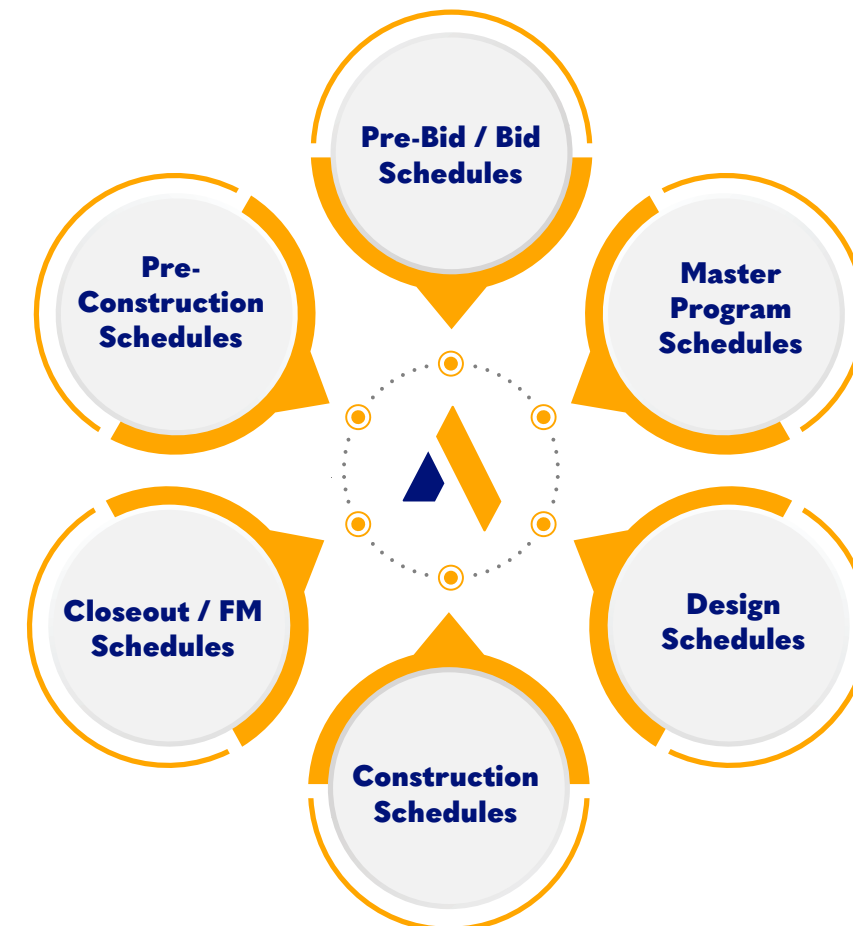 Pre-Bid / Bid
Schedules
Pre-
Construction
Schedules
Master
Program
Schedules
Closeout / FM
Schedules
Design
Schedules
Construction
Schedules